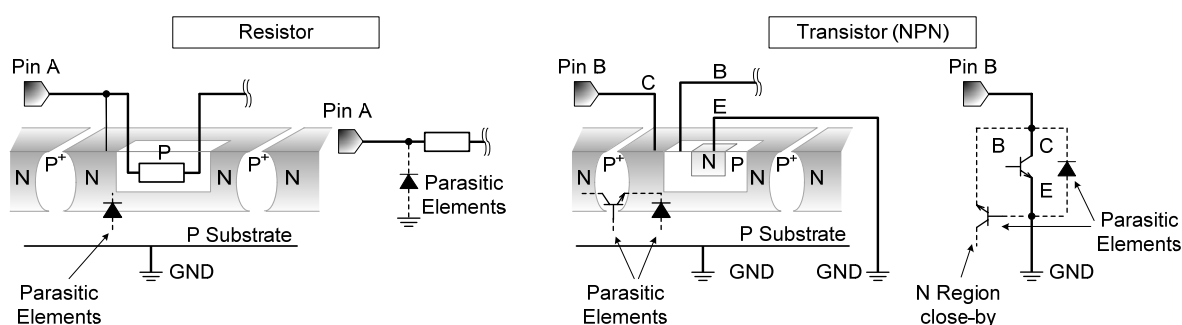 Resistor
Pin A
N
P+
N
P
N
P+
N
Parasitic
Elements
P Substrate
GND
Pin A
Parasitic
Elements
Transistor (NPN)
Pin B
C
B
E
N
P+
N
N
P
N
P+
N
P Substrate
Parasitic
Elements
GND
GND
Pin B
B
C
E
Parasitic
Elements
GND
N Region
close-by